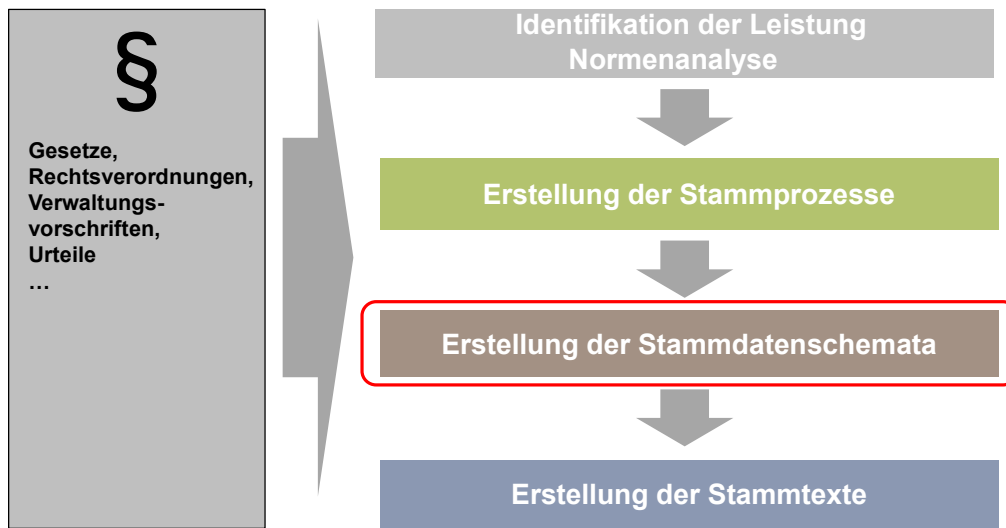 §
Gesetze,
Rechtsverordnungen,
Verwaltungs-
vorschriften,
Urteile
…
Identifikation der Leistung
Normenanalyse
Erstellung der Stammprozesse
Erstellung der Stammdatenschemata
Erstellung der Stammtexte